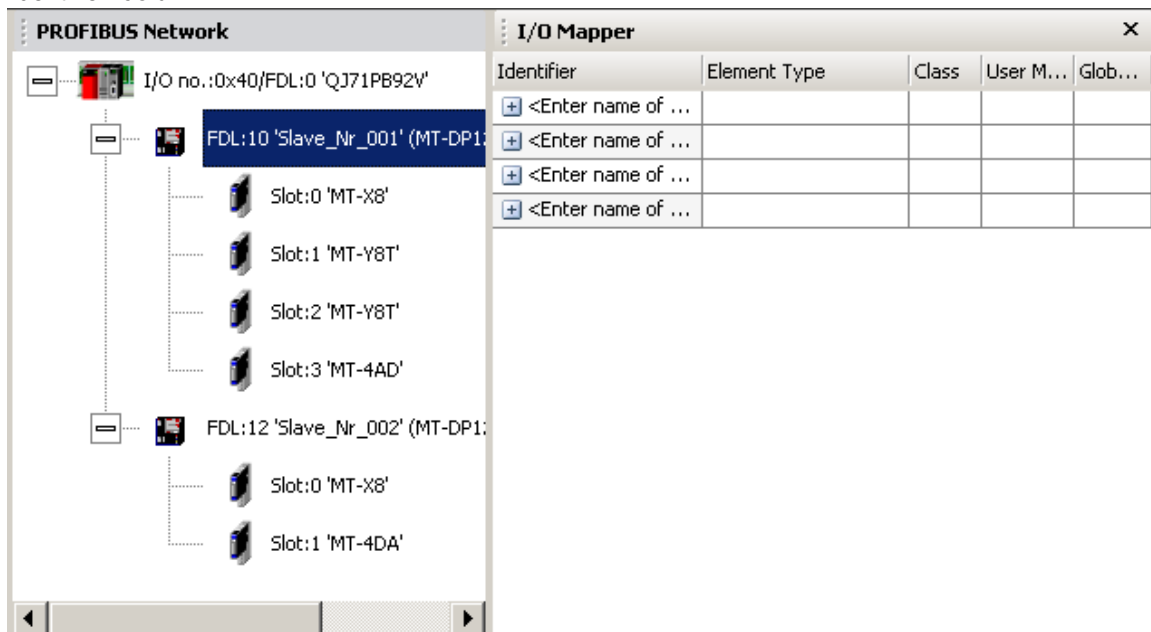 PROFIBUS Network
I/O no.:0x40/FDL:0 'QJ71PB92V'
FDL:10 'Slave_Nr_001' (MT-DP1
Slot:0 'MT-X8'
Slot:1 'MT-Y8T'
Slot:2 'MT-Y8T'
Slot:3 'MT-4AD'
FDL:12 'Slave_Nr_002' (MT-DP1
Slot:0 'MT-X8'
Slot:1 'MT-4DA'
I/O Mapper
Identifier Element Type Class User M... Glob...
<Enter name of ...
<Enter name of ...
<Enter name of ...
<Enter name of ...